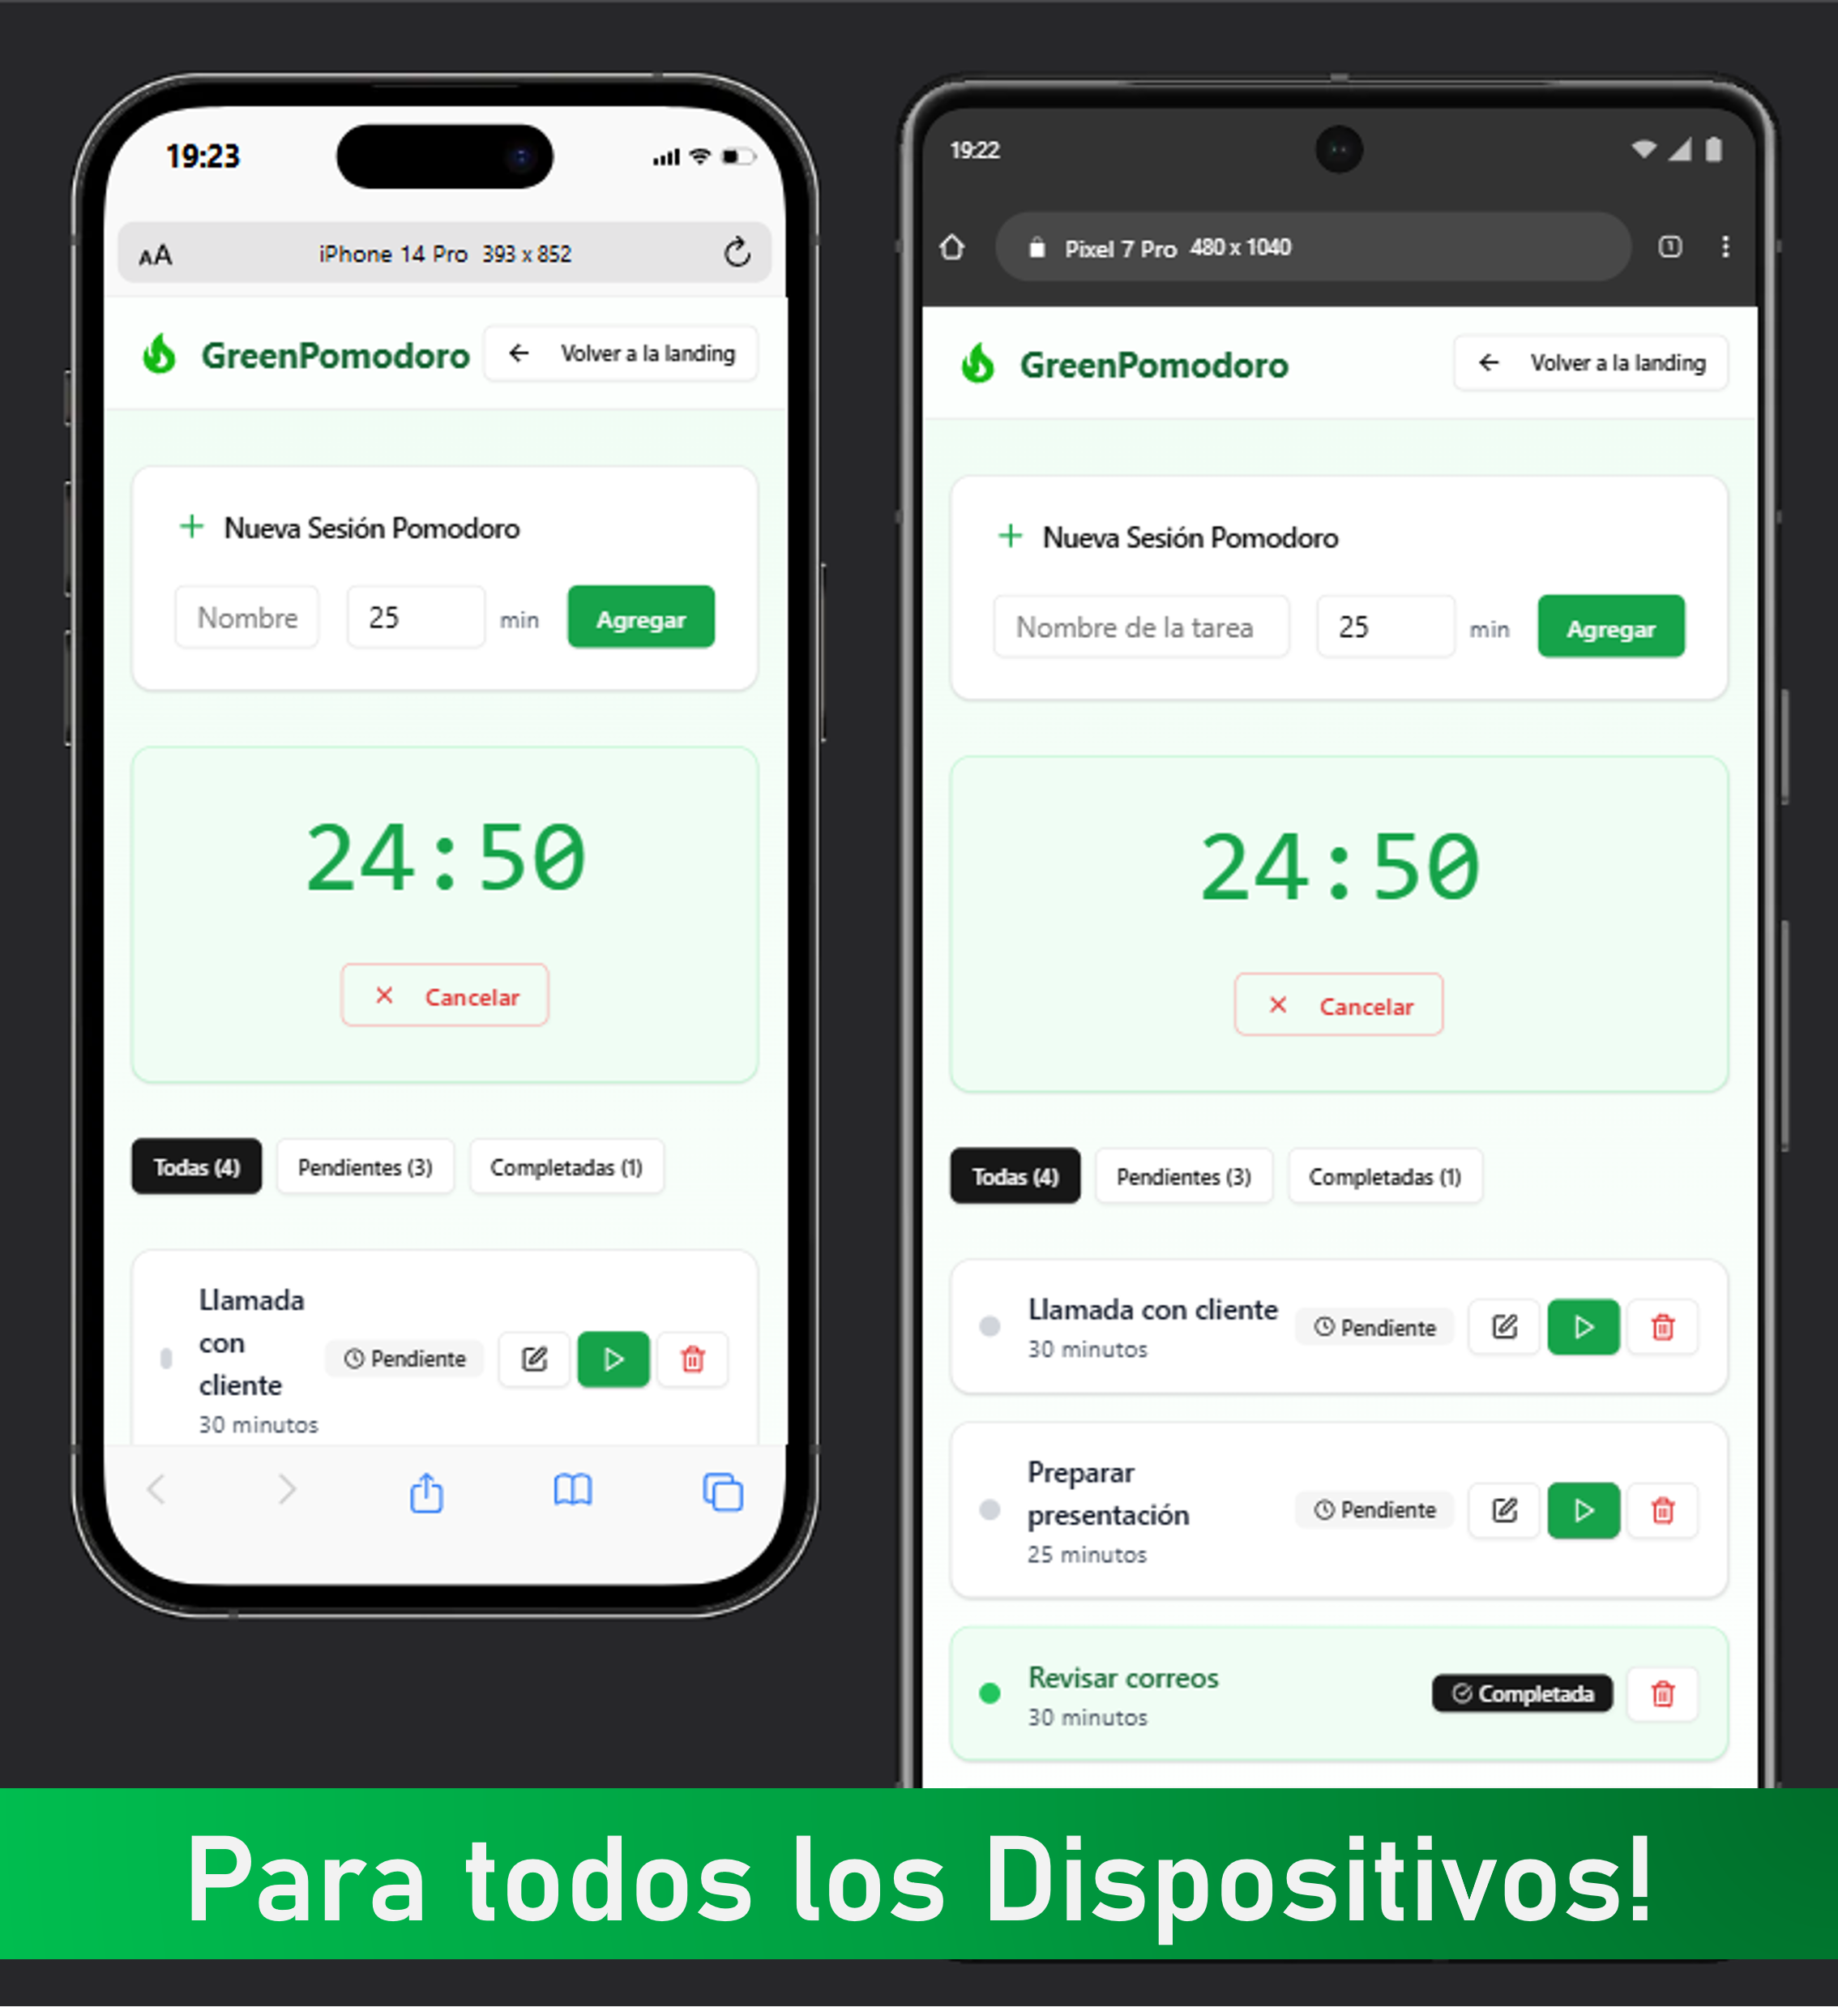 19:23
AA iPhone 14 Pro 393 x 852
GreenPomodoro
Volver a la landing
Nueva Sesión Pomodoro
Nombre 25 min Agregar
24:50
Cancelar
Todas (4) Pendientes (3) Completadas (1)
Llamada
con
cliente
30 minutos
Pendiente
19:22
Pixel 7 Pro 480 x 1040
1
GreenPomodoro
Volver a la landing
Nueva Sesión Pomodoro
Nombre de la tarea 25 min Agregar
24:50
Cancelar
Todas (4) Pendientes (3) Completadas (1)
Llamada con cliente
30 minutos
Pendiente
Preparar
presentación
25 minutos
Pendiente
Revisar correos
30 minutos
Completada
Para todos los Dispositivos!